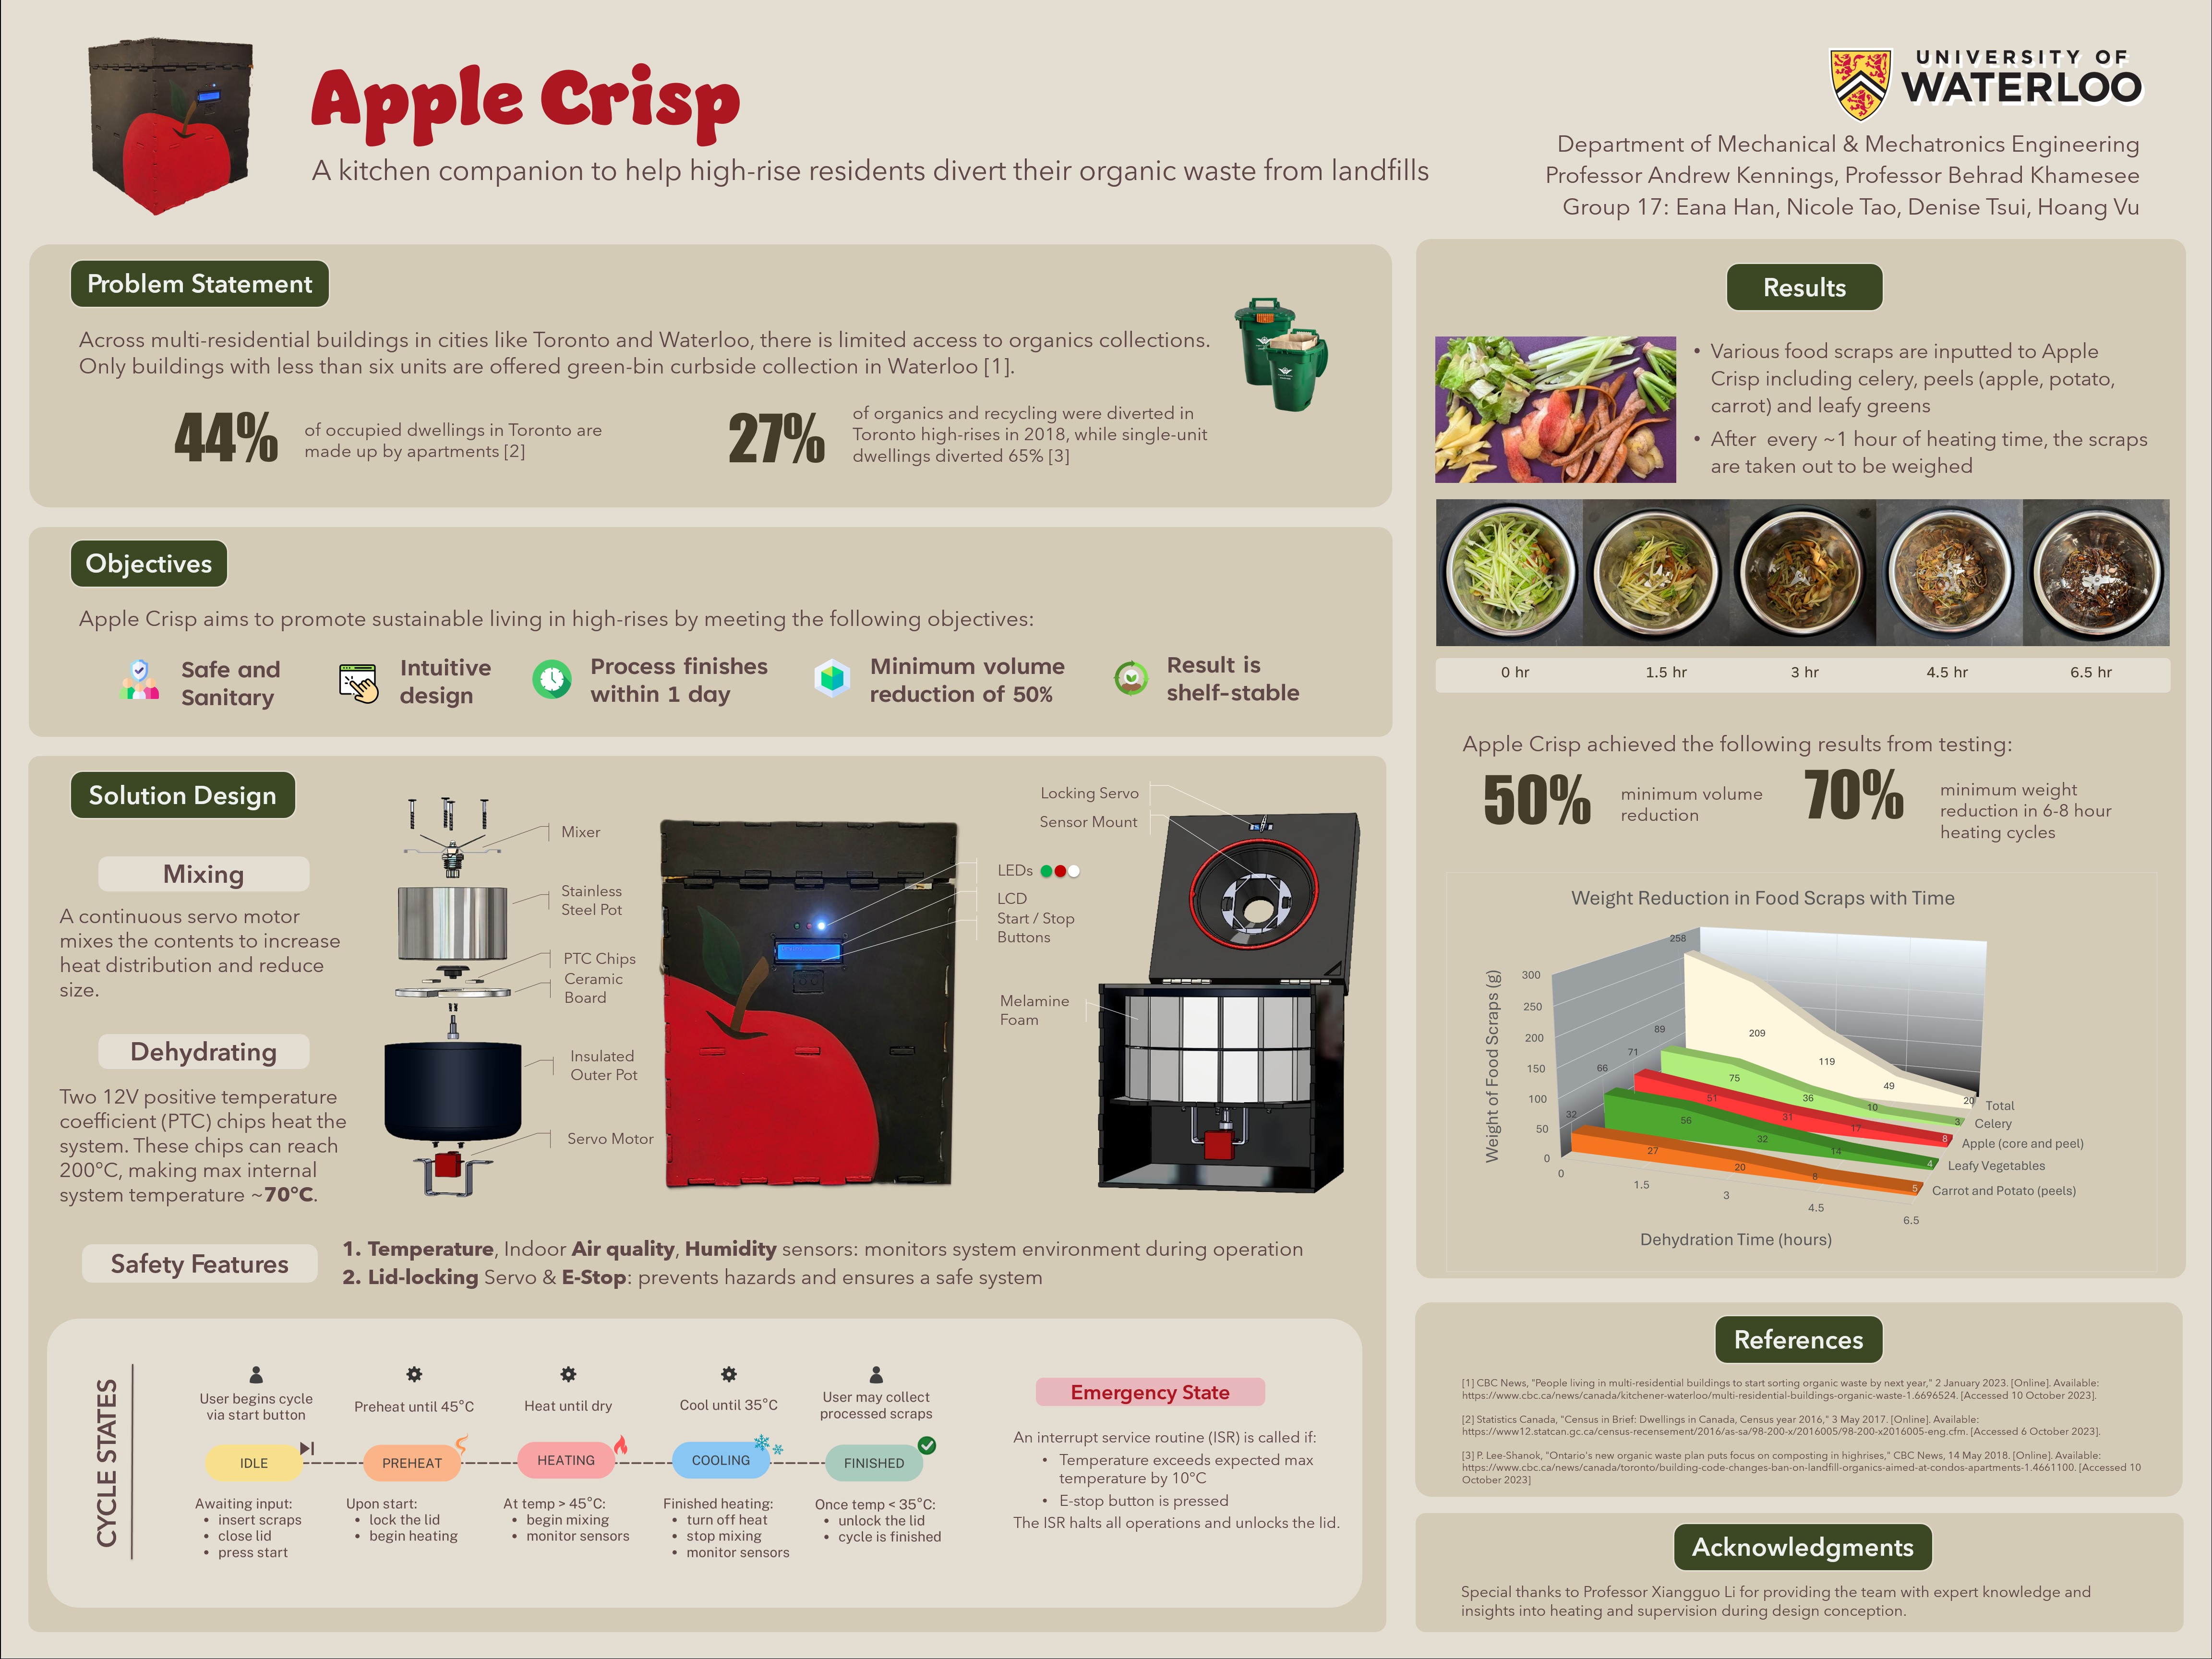 Apple Crisp
A kitchen companion to help high-rise residents divert their organic waste from landfills
UNIVERSITY OF
WATERLOO
Department of Mechanical & Mechatronics Engineering
Professor Andrew Kennings, Professor Behrad Khamesee
Group 17: Eana Han, Nicole Tao, Denise Tsui, Hoang Vu
Problem Statement
Across multi-residential buildings in cities like Toronto and Waterloo, there is limited access to organics collections.
Only buildings with less than six units are offered green-bin curbside collection in Waterloo [1].
44%
of occupied dwellings in Toronto are
made up by apartments [2]
27%
of organics and recycling were diverted in
Toronto high-rises in 2018, while single-unit
dwellings diverted 65% [3]
Objectives
Apple Crisp aims to promote sustainable living in high-rises by meeting the following objectives:
Safe and
Sanitary
Intuitive
design
Process finishes
within 1 day
Minimum volume
reduction of 50%
Result is
shelf-stable
Solution Design
Mixing
A continuous servo motor
mixes the contents to increase
heat distribution and reduce
size.
Dehydrating
Two 12V positive temperature
coefficient (PTC) chips heat the
system. These chips can reach
200°C, making max internal
system temperature ~70°C.
Mixer
Stainless
Steel Pot
PTC Chips
Ceramic
Board
Insulated
Outer Pot
Servo Motor
Locking Servo
Sensor Mount
LEDs
LCD
Start / Stop
Buttons
Melamine
Foam
Safety Features
1. Temperature, Indoor Air quality, Humidity sensors: monitors system environment during operation
2. Lid-locking Servo & E-Stop: prevents hazards and ensures a safe system
CYCLE STATES
User begins cycle
via start button
IDLE
Awaiting input:
• insert scraps
• close lid
• press start
Preheat until 45°C
PREHEAT
Upon start:
• lock the lid
• begin heating
Heat until dry
HEATING
At temp > 45°C:
• begin mixing
• monitor sensors
Cool until 35°C
COOLING
Finished heating:
• turn off heat
• stop mixing
• monitor sensors
User may collect
processed scraps
FINISHED
Once temp < 35°C:
• unlock the lid
• cycle is finished
Emergency State
An interrupt service routine (ISR) is called if:
• Temperature exceeds expected max
temperature by 10°C
• E-stop button is pressed
The ISR halts all operations and unlocks the lid.
Results
• Various food scraps are inputted to Apple
Crisp including celery, peels (apple, potato,
carrot) and leafy greens
• After every ~1 hour of heating time, the scraps
are taken out to be weighed
0 hr 1.5 hr 3 hr 4.5 hr 6.5 hr
Apple Crisp achieved the following results from testing:
50%
minimum volume
reduction
70%
minimum weight
reduction in 6-8 hour
heating cycles
Weight Reduction in Food Scraps with Time
Weight of Food Scraps (g)
300
250
200
150
100
50
0
258 209 119 49 20 Total
89 75 36 10 3 Celery
71 51 31 17 8 Apple (core and peel)
66 56 32 14 4 Leafy Vegetables
32 27 20 8 5 Carrot and Potato (peels)
0 1.5 3 4.5 6.5
Dehydration Time (hours)
References
[1] CBC News, "People living in multi-residential buildings to start sorting organic waste by next year," 2 January 2023. [Online]. Available:
https://www.cbc.ca/news/canada/kitchener-waterloo/multi-residential-buildings-organic-waste-1.6696524. [Accessed 10 October 2023].
[2] Statistics Canada, "Census in Brief: Dwellings in Canada, Census year 2016," 3 May 2017. [Online]. Available:
https://www12.statcan.gc.ca/census-recensement/2016/as-sa/98-200-x/2016005/98-200-x2016005-eng.cfm. [Accessed 6 October 2023].
[3] P. Lee-Shanok, "Ontario's new organic waste plan puts focus on composting in highrises," CBC News, 14 May 2018. [Online]. Available:
https://www.cbc.ca/news/canada/toronto/building-code-changes-ban-on-landfill-organics-aimed-at-condos-apartments-1.4661100. [Accessed 10
October 2023]
Acknowledgments
Special thanks to Professor Xiangguo Li for providing the team with expert knowledge and
insights into heating and supervision during design conception.